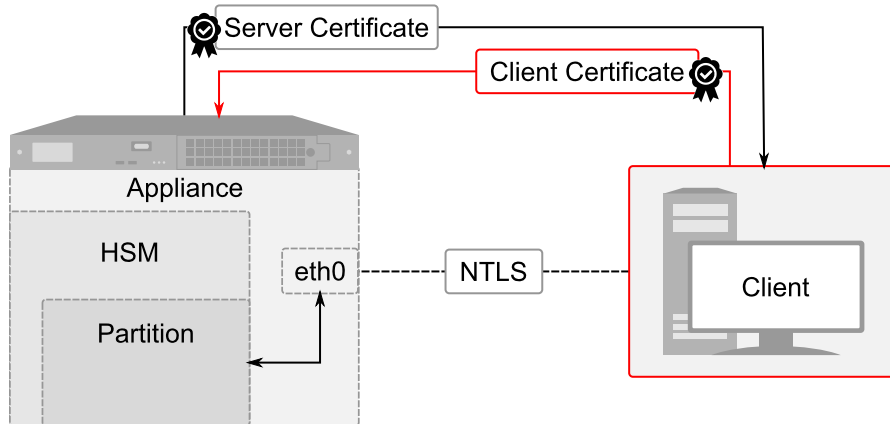 Server Certificate
Client Certificate
Appliance
HSM
eth0
NTLS
Client
Partition